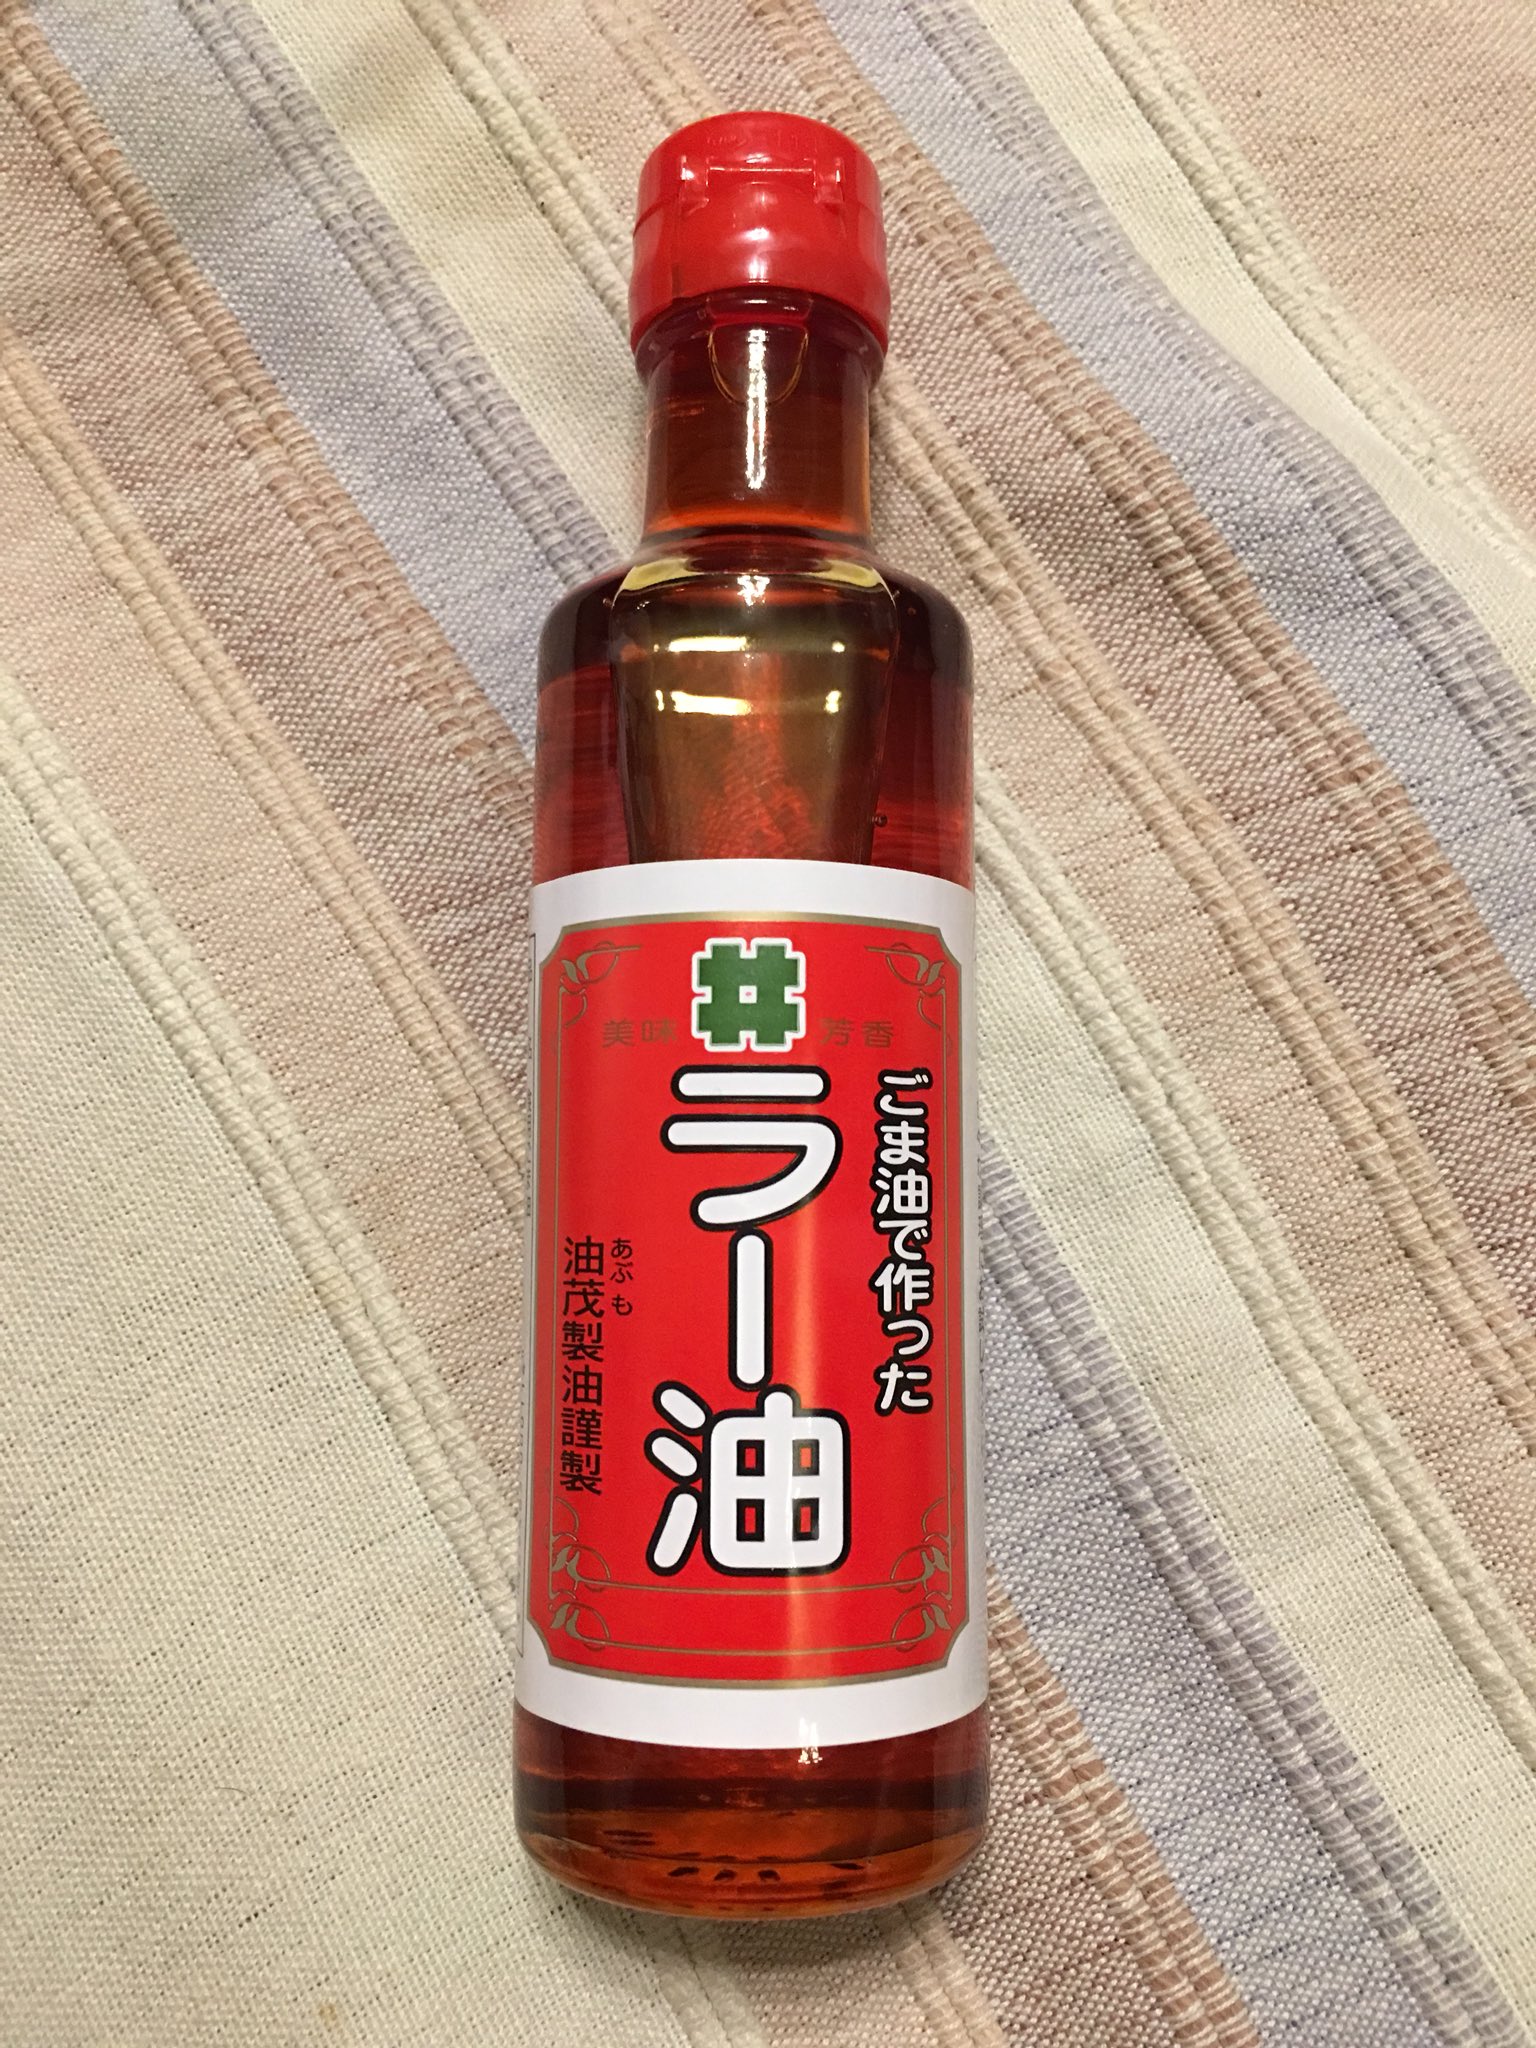 美味 井 芳香
ごま油で作った
ラー油
あぶも
油茂製油謹製